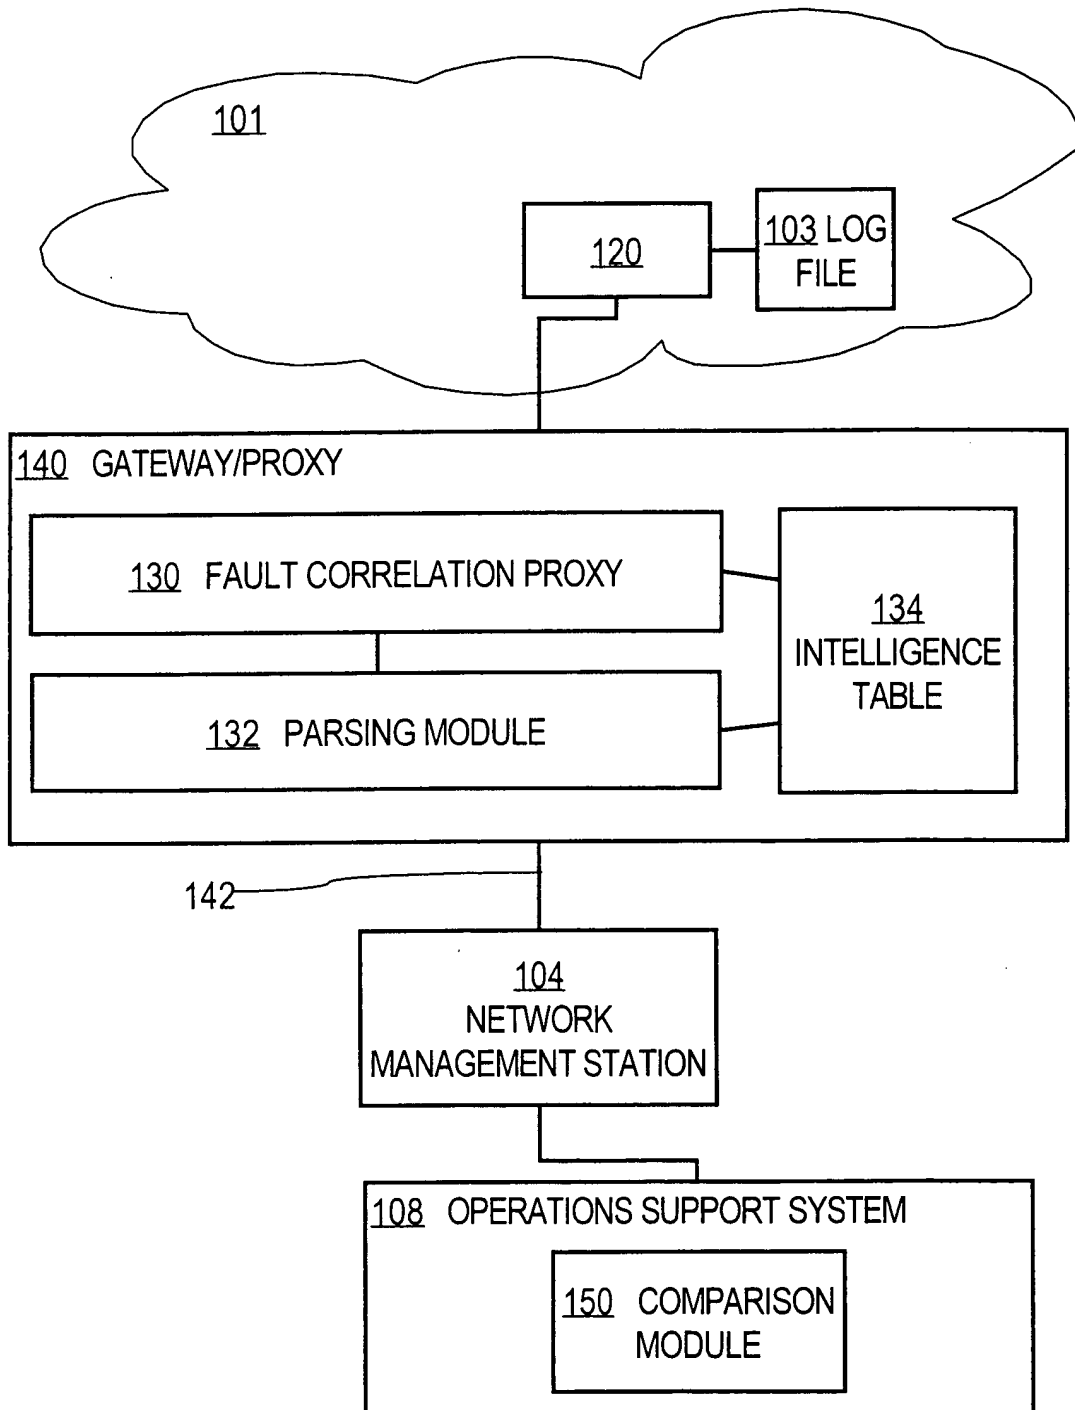 101
120
103 LOG
FILE
140 GATEWAY/PROXY
130 FAULT CORRELATION PROXY
134
INTELLIGENCE
TABLE
132 PARSING MODULE
142
104
NETWORK
MANAGEMENT STATION
108 OPERATIONS SUPPORT SYSTEM
150 COMPARISON
MODULE